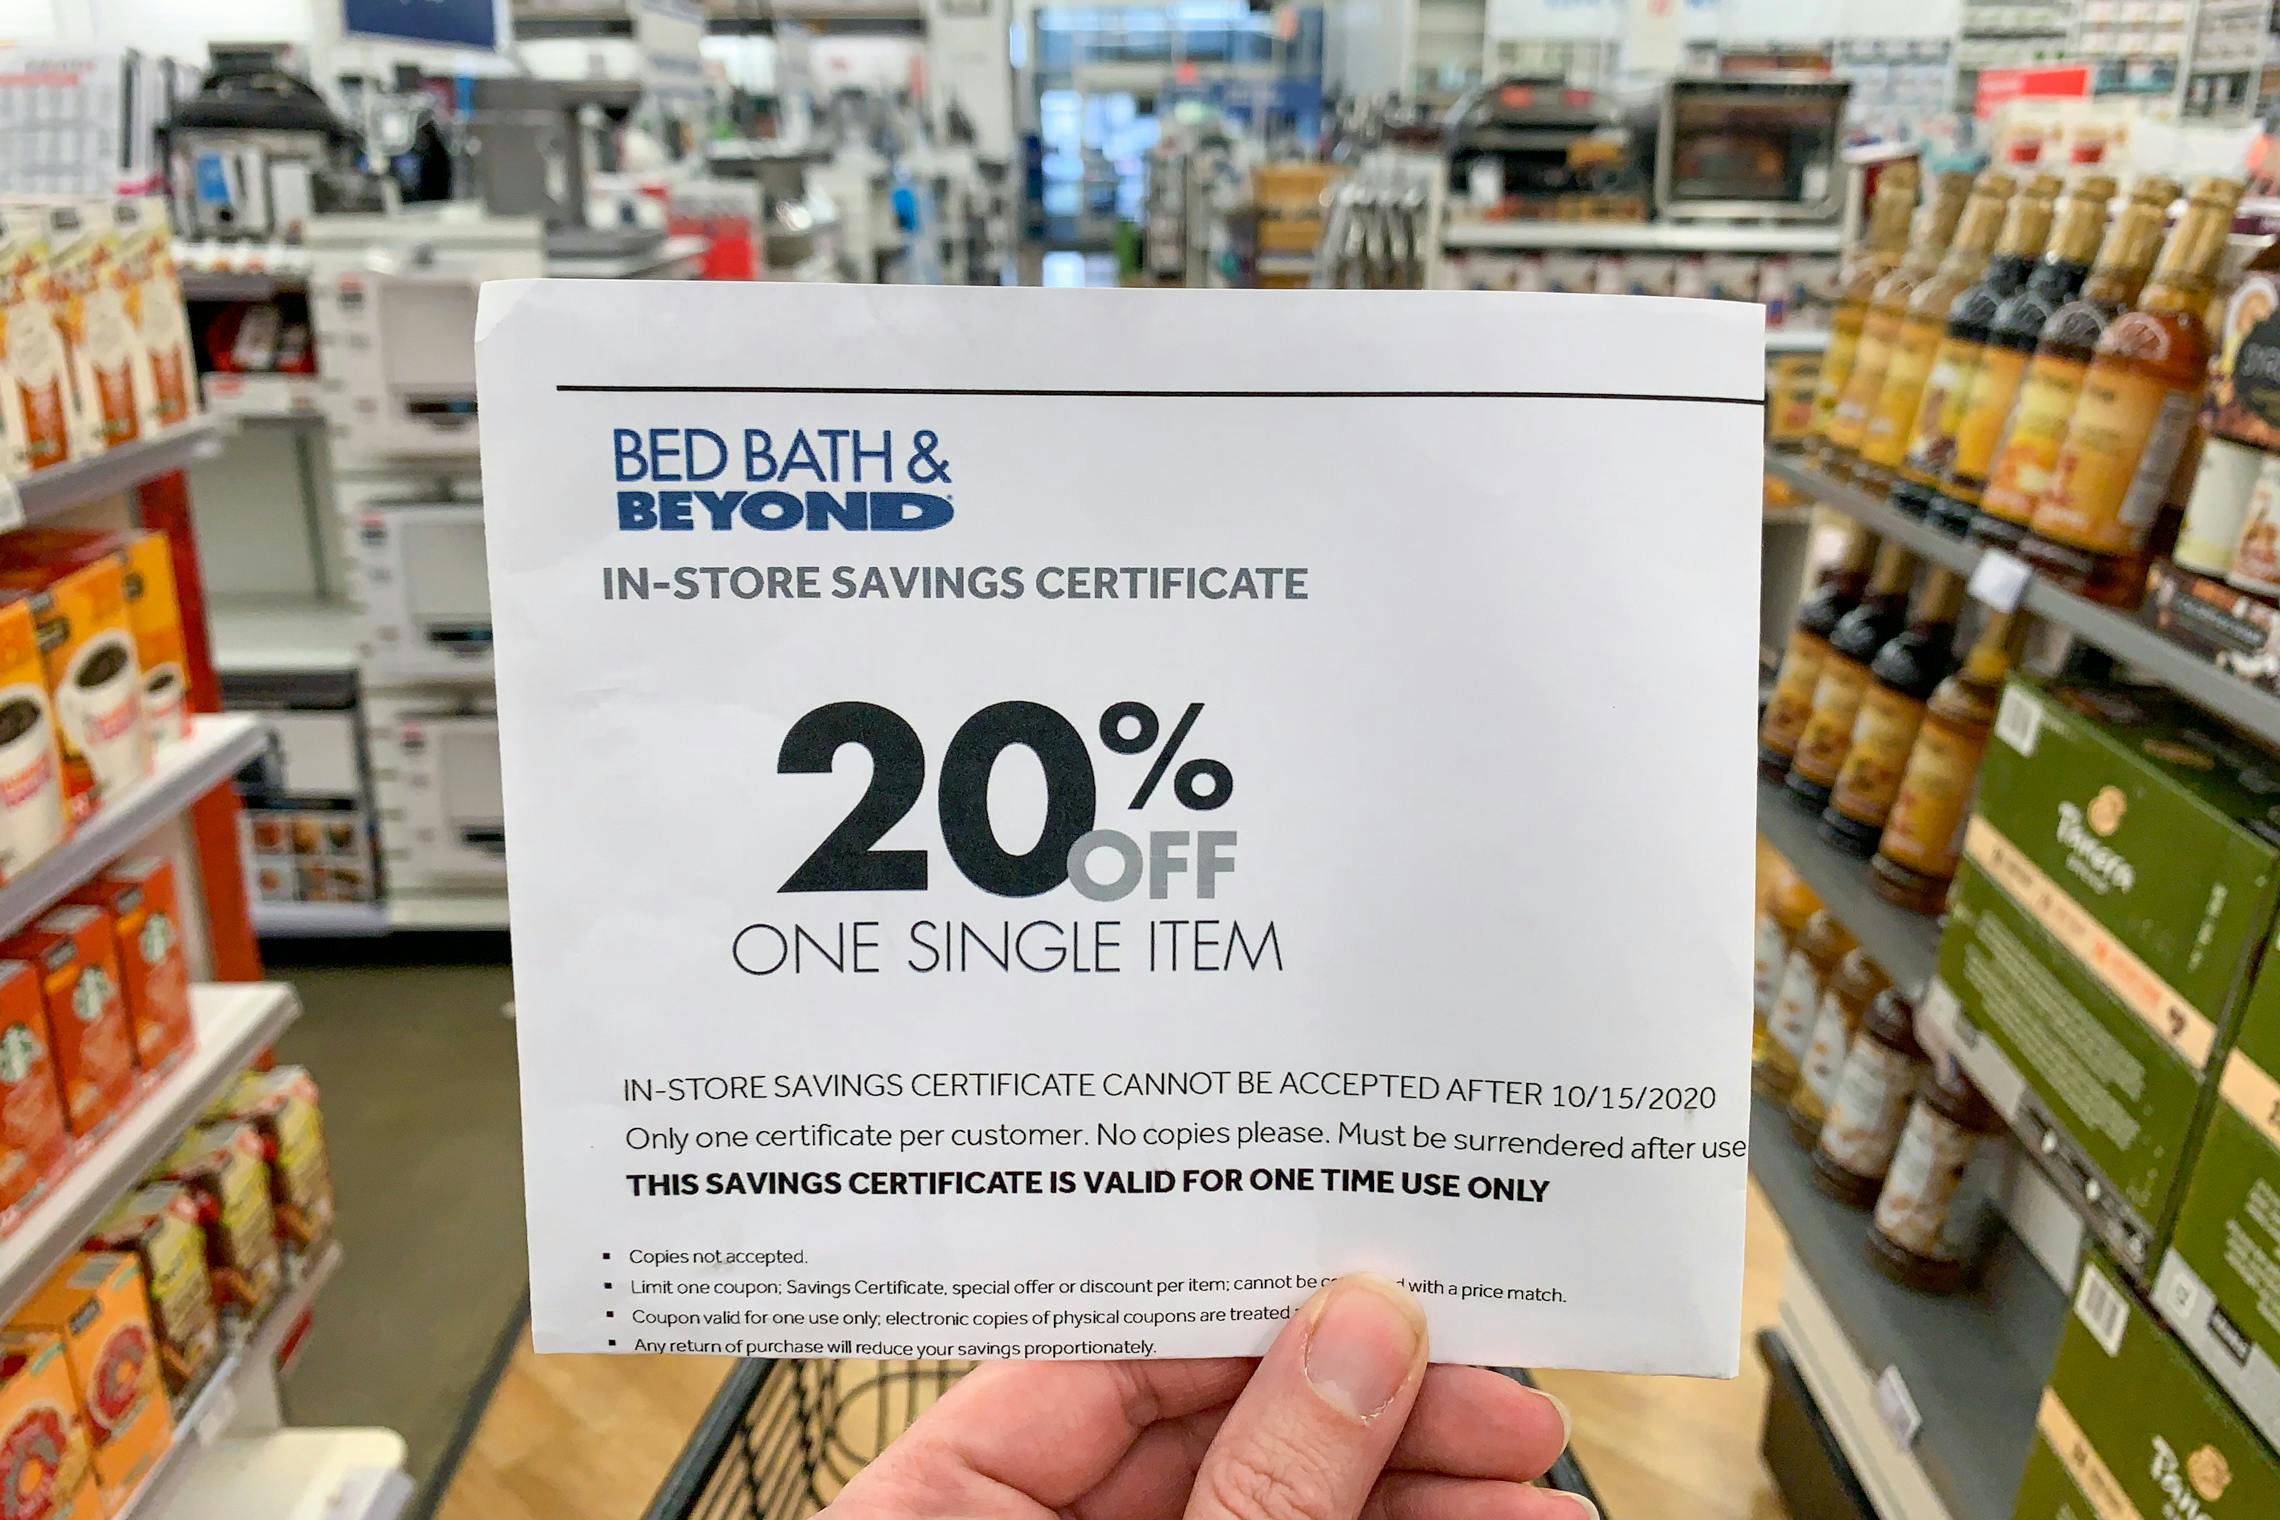 BED BATH &
BEYOND
IN-STORE SAVINGS CERTIFICATE
20%
OFF
ONE SINGLE ITEM
IN-STORE SAVINGS CERTIFICATE CANNOT BE ACCEPTED AFTER 10/15/2020
Only one certificate per customer. No copies please. Must be surrendered after use
THIS SAVINGS CERTIFICATE IS VALID FOR ONE TIME USE ONLY
▪ Copies not accepted.
▪ Limit one coupon; Savings Certificate, special offer or discount per item; cannot be with a price match.
▪ Coupon valid for one use only; electronic copies of physical coupons are treated
▪ Any return of purchase will reduce your savings proportionately.